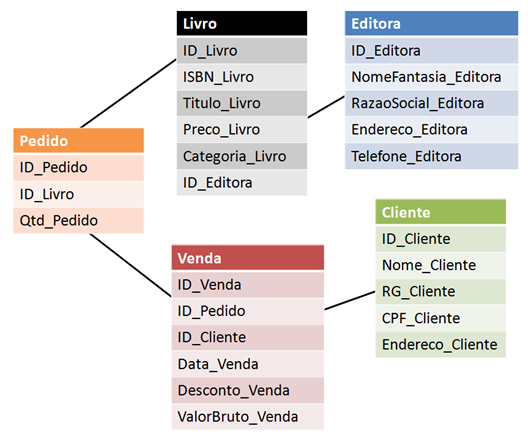 Livro
ID_Livro
ISBN_Livro
Titulo_Livro
Preco_Livro
Categoria_Livro
ID_Editora
Editora
ID_Editora
NomeFantasia_Editora
RazaoSocial_Editora
Endereco_Editora
Telefone_Editora
Pedido
ID_Pedido
ID_Livro
Qtd_Pedido
Venda
ID_Venda
ID_Pedido
ID_Cliente
Data_Venda
Desconto_Venda
ValorBruto_Venda
Cliente
ID_Cliente
Nome_Cliente
RG_Cliente
CPF_Cliente
Endereco_Cliente